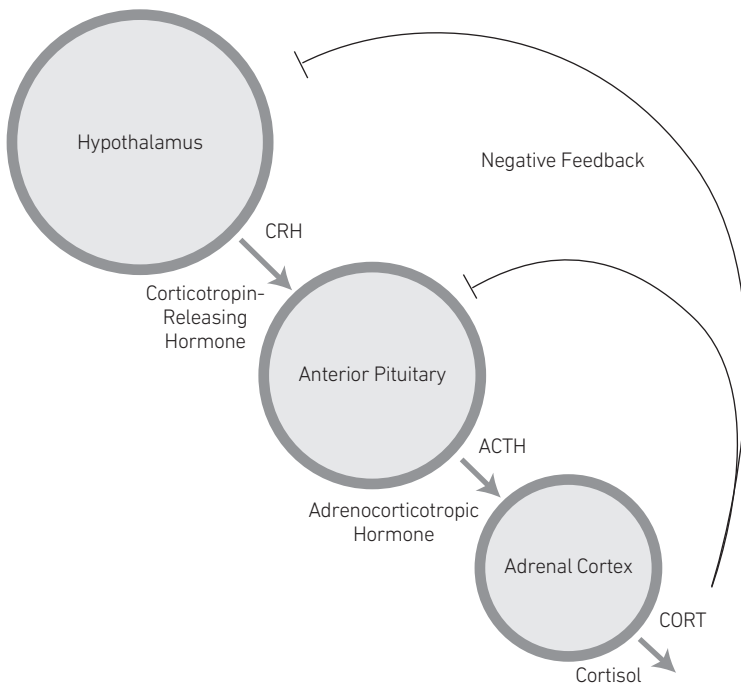 Hypothalamus
Negative Feedback
CRH
Corticotropin-
Releasing
Hormone
Anterior Pituitary
ACTH
Adrenocorticotropic
Hormone
Adrenal Cortex
CORT
Cortisol